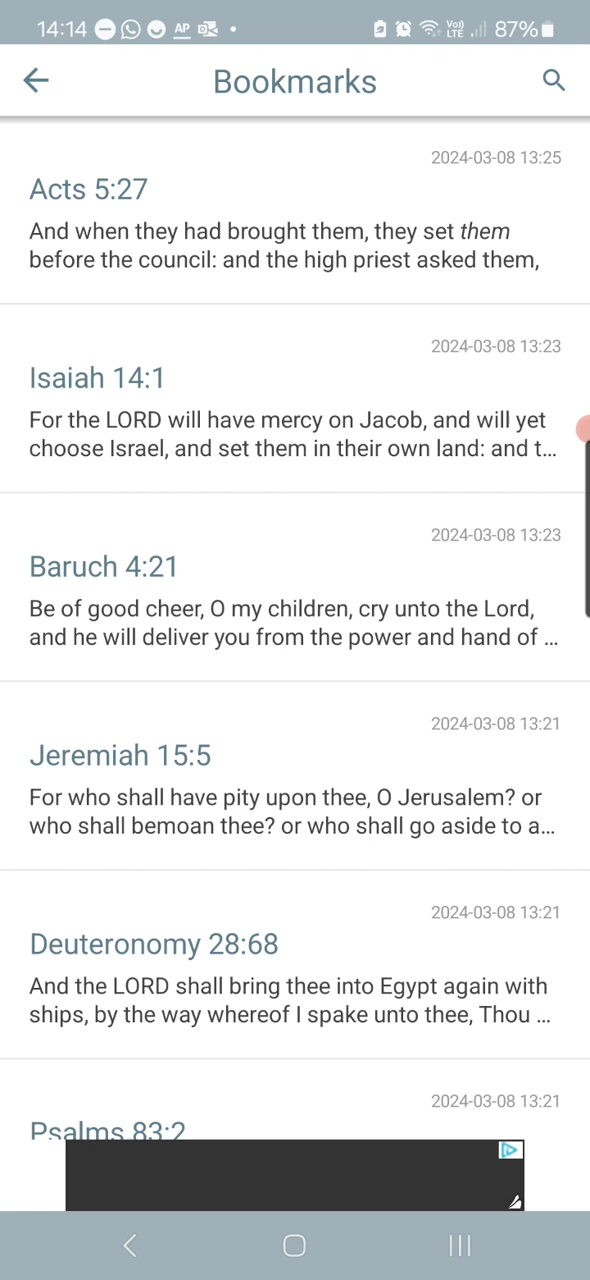 14:14 AP Vo) LTE 87%
Bookmarks
2024-03-08 13:25
Acts 5:27
And when they had brought them, they set them
before the council: and the high priest asked them,
2024-03-08 13:23
Isaiah 14:1
For the LORD will have mercy on Jacob, and will yet
choose Israel, and set them in their own land: and t...
2024-03-08 13:23
Baruch 4:21
Be of good cheer, O my children, cry unto the Lord,
and he will deliver you from the power and hand of ...
2024-03-08 13:21
Jeremiah 15:5
For who shall have pity upon thee, O Jerusalem? or
who shall bemoan thee? or who shall go aside to a...
2024-03-08 13:21
Deuteronomy 28:68
And the LORD shall bring thee into Egypt again with
ships, by the way whereof I spake unto thee, Thou ...
2024-03-08 13:21
Psalms 83:2